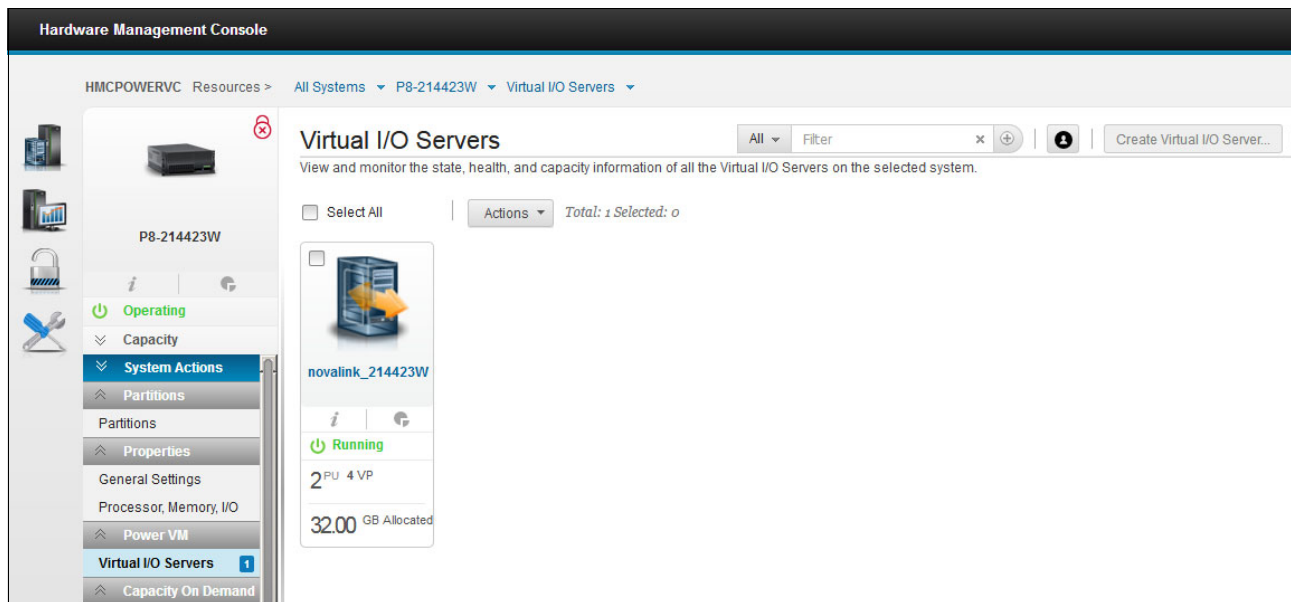 Hardware Management Console
HMCPOWERVC Resources > All Systems P8-214423W Virtual I/O Servers
P8-214423W
i
Operating
Capacity
System Actions
Partitions
Partitions
Properties
General Settings
Processor, Memory, I/O
Power VM
Virtual I/O Servers 1
Capacity On Demand
Virtual I/O Servers
All Filter Create Virtual I/O Server...
View and monitor the state, health, and capacity information of all the Virtual I/O Servers on the selected system.
Select All Actions Total: 1 Selected: 0
novalink_214423W
i
Running
2 PU 4 VP
32.00 GB Allocated